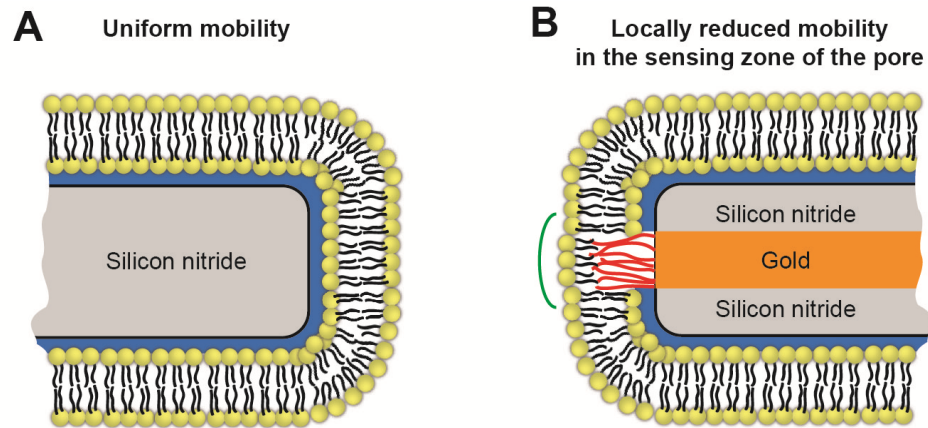 A
Uniform mobility
Silicon nitride
B
Locally reduced mobility
in the sensing zone of the pore
Silicon nitride
Gold
Silicon nitride